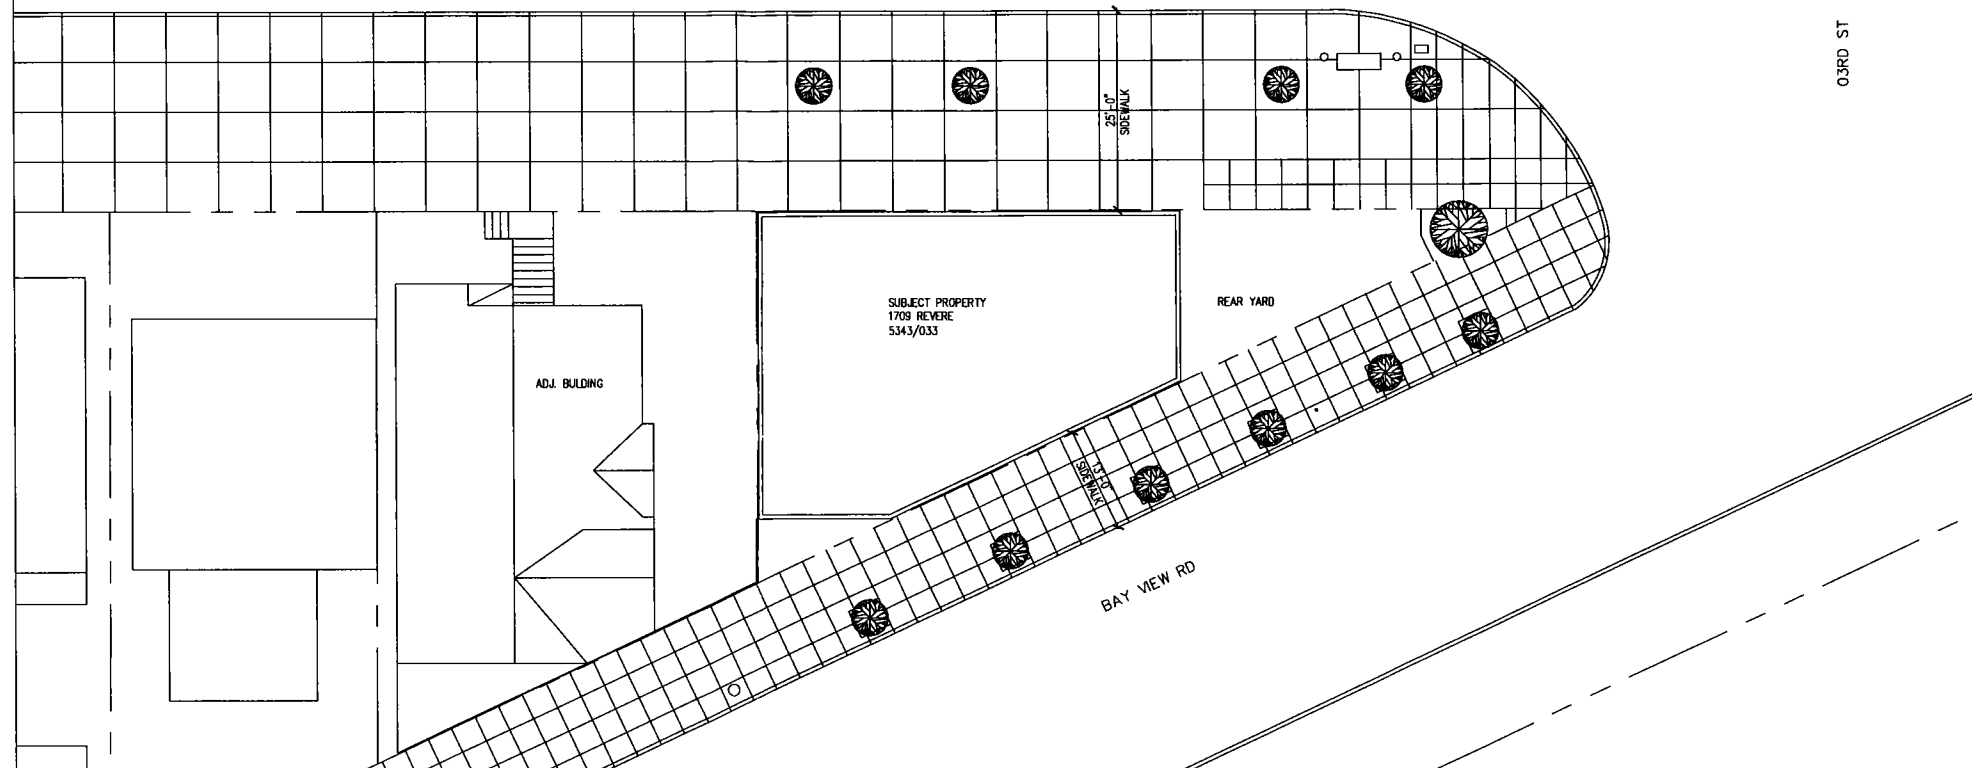 03RD ST
25'-0"
SIDEWALK
SUBJECT PROPERTY
1709 REVERE
5343/033
REAR YARD
ADJ. BULDING
13'-0"
SIDEWALK
BAY VIEW RD